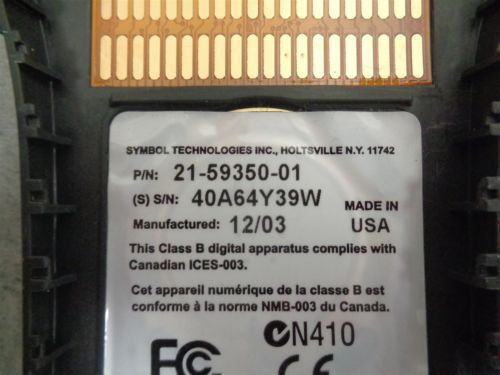 SYMBOL TECHNOLOGIES INC., HOLTSVILLE N.Y. 11742
P/N: 21-59350-01
(S) S/N: 40A64Y39W
MADE IN
Manufactured: 12/03 USA
This Class B digital apparatus complies with
Canadian ICES-003.
Cet appareil numérique de la classe B est
conforme à la norme NMB-003 du Canada.
N410
FC CE